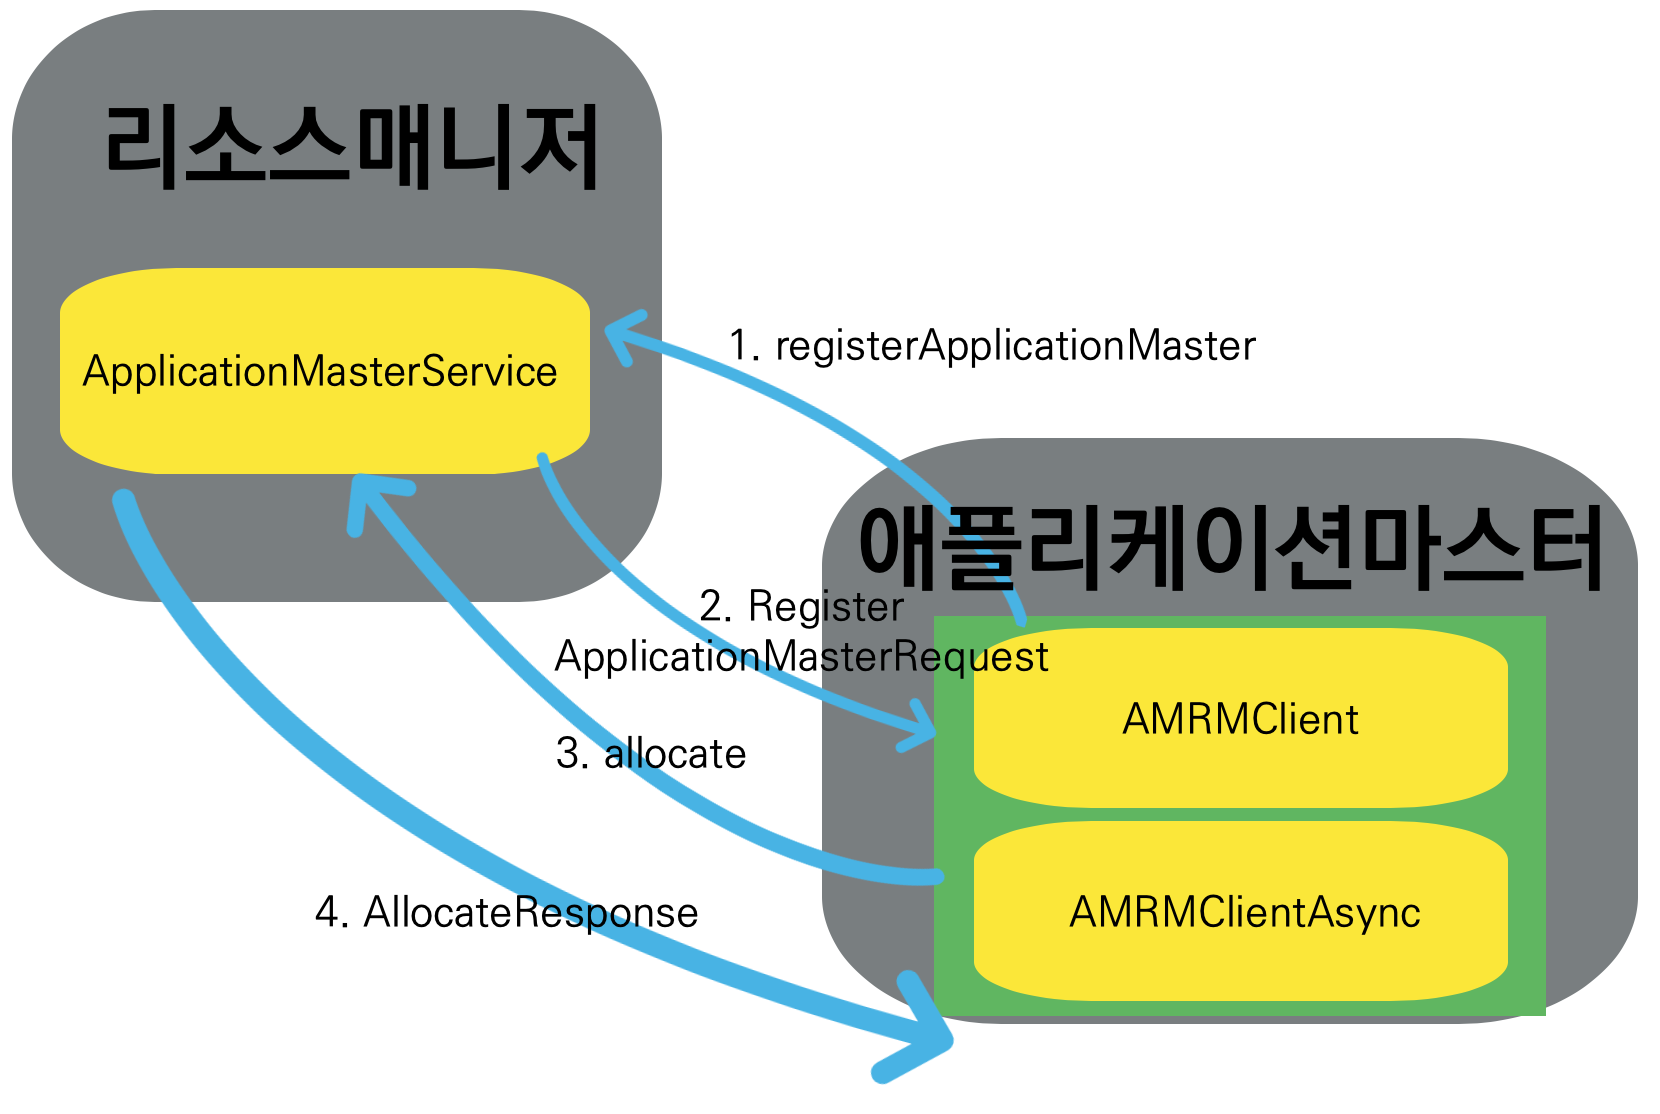 리소스매니저
ApplicationMasterService
1. registerApplicationMaster
애플리케이션마스터
2. Register
ApplicationMasterRequest
AMRMClient
3. allocate
4. AllocateResponse
AMRMClientAsync